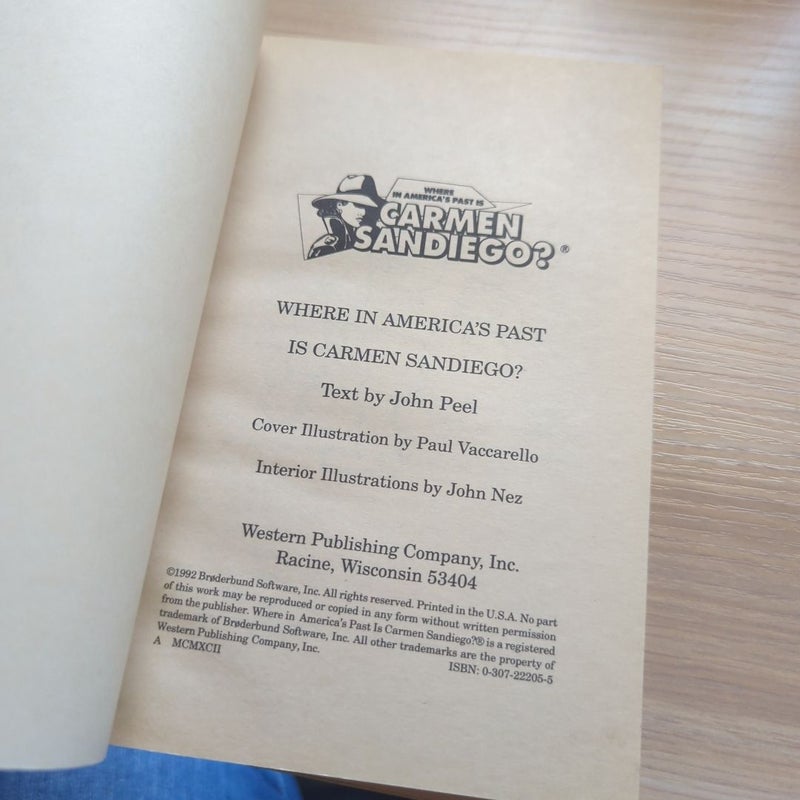 WHERE
IN AMERICA'S PAST IS
CARMEN
SANDIEGO?®
WHERE IN AMERICA'S PAST
IS CARMEN SANDIEGO?
Text by John Peel
Cover Illustration by Paul Vaccarello
Interior Illustrations by John Nez
Western Publishing Company, Inc.
Racine, Wisconsin 53404
©1992 Brøderbund Software, Inc. All rights reserved. Printed in the U.S.A. No part
of this work may be reproduced or copied in any form without written permission
from the publisher. Where in America's Past Is Carmen Sandiego?® is a registered
trademark of Brøderbund Software, Inc. All other trademarks are the property of
Western Publishing Company, Inc.
A MCMXCII
ISBN: 0-307-22205-5